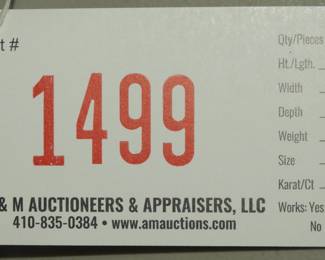 t #
1499
& M AUCTIONEERS & APPRAISERS, LLC
410-835-0384 • www.amauctions.com
Qty/Pieces
Ht./Lgth.
Width
Depth
Weight
Size
Karat/Ct
Works: Yes
No